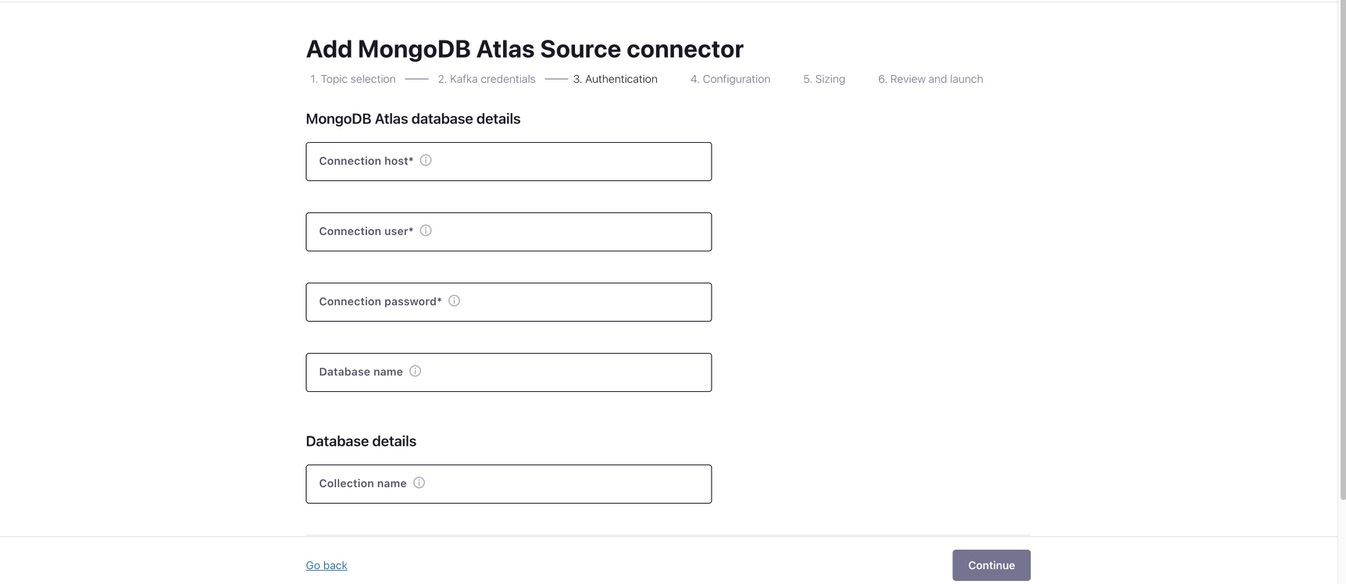 Add MongoDB Atlas Source connector
1. Topic selection 2. Kafka credentials 3. Authentication 4. Configuration 5. Sizing 6. Review and launch
MongoDB Atlas database details
Connection host*
Connection user*
Connection password*
Database name
Database details
Collection name
Go back Continue